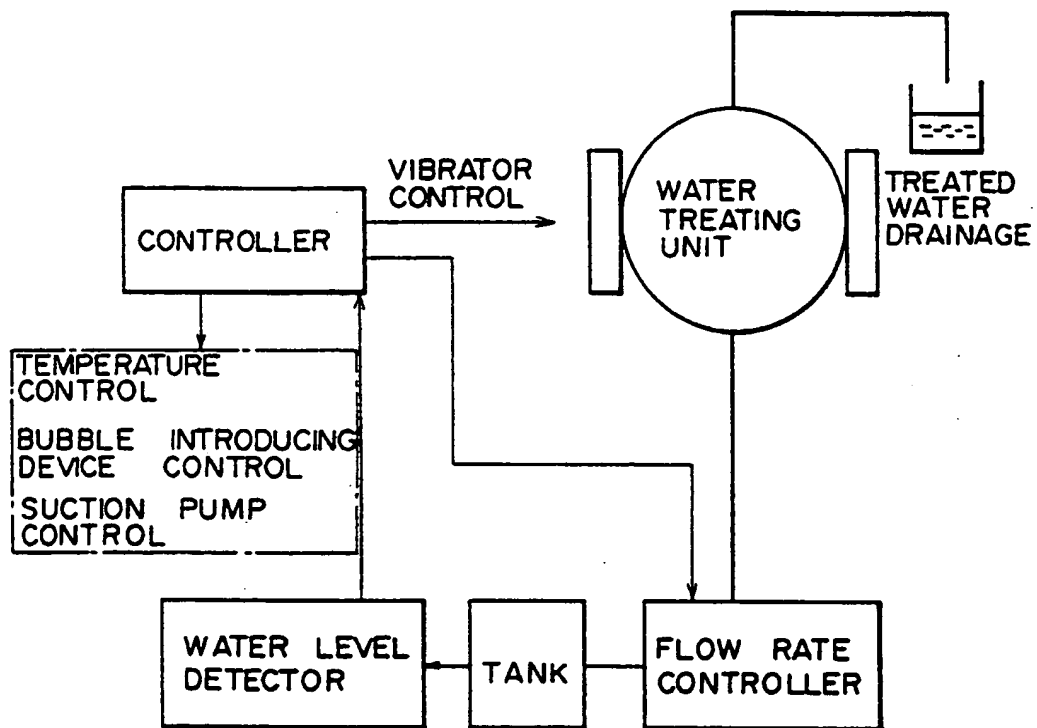 VIBRATOR
CONTROL
CONTROLLER
WATER
TREATING
UNIT
TREATED
WATER
DRAINAGE
TEMPERATURE
CONTROL
BUBBLE INTRODUCING
DEVICE CONTROL
SUCTION PUMP
CONTROL
WATER LEVEL
DETECTOR
TANK
FLOW RATE
CONTROLLER